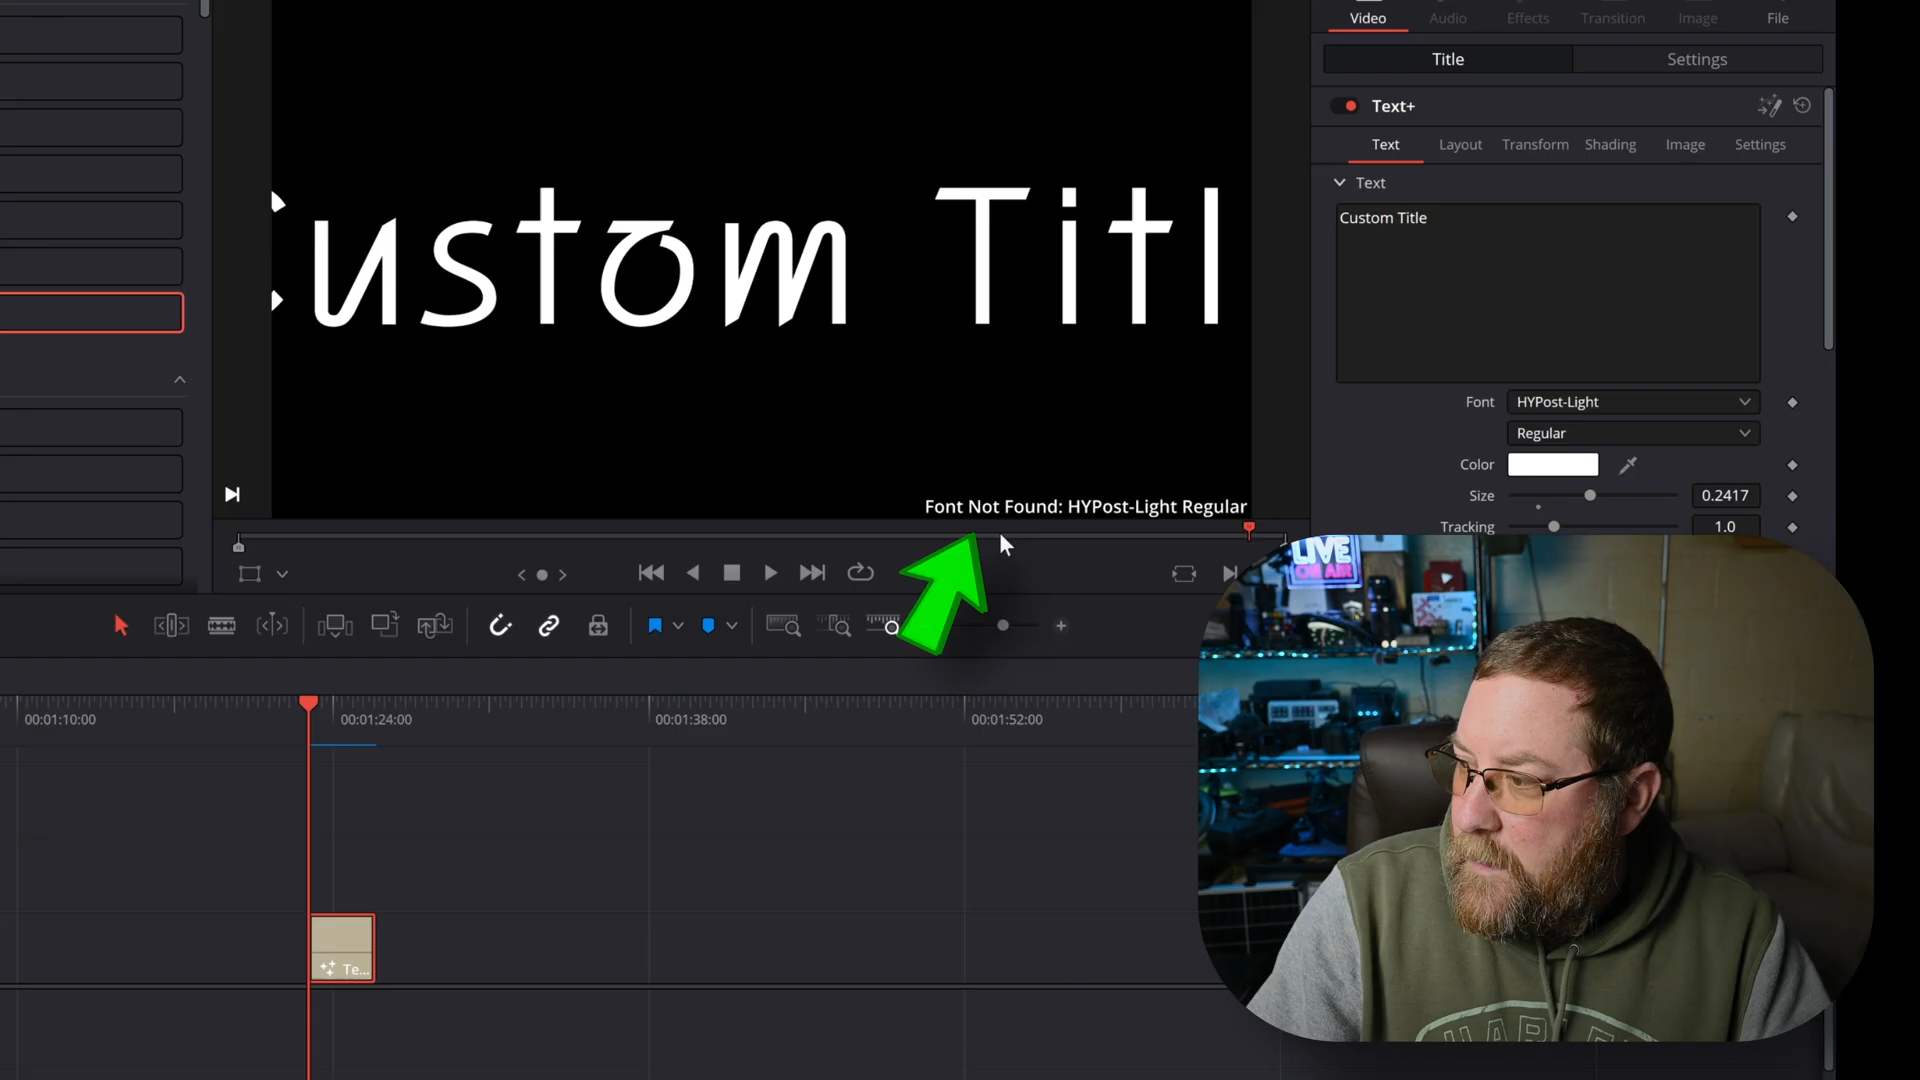 Video Audio Effects Transition Image File
Title Settings
Text+
Text Layout Transform Shading Image Settings
Text
Custom Title
Custom Titl
Font HYPost-Light
Regular
Color
Size 0.2417
Tracking 1.0
Font Not Found: HYPost-Light Regular
LIVE
ON AIR
00:01:10:00 00:01:24:00 00:01:38:00 00:01:52:00
Te...